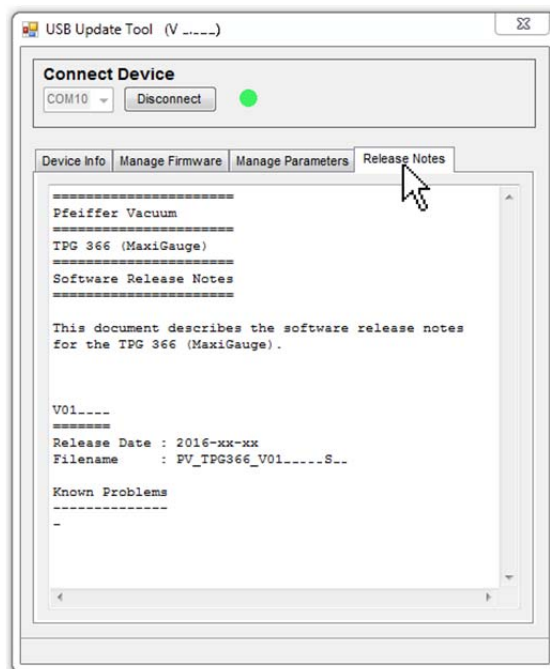 USB Update Tool (V _.___)
Connect Device
COM10
Disconnect
Device Info
Manage Firmware
Manage Parameters
Release Notes
=======================
Pfeiffer Vacuum
=======================
TPG 366 (MaxiGauge)
=======================
Software Release Notes
=======================
This document describes the software release notes
for the TPG 366 (MaxiGauge).
V01____
=======
Release Date : 2016-xx-xx
Filename : PV_TPG366_V01_____S__
Known Problems
--------------
-